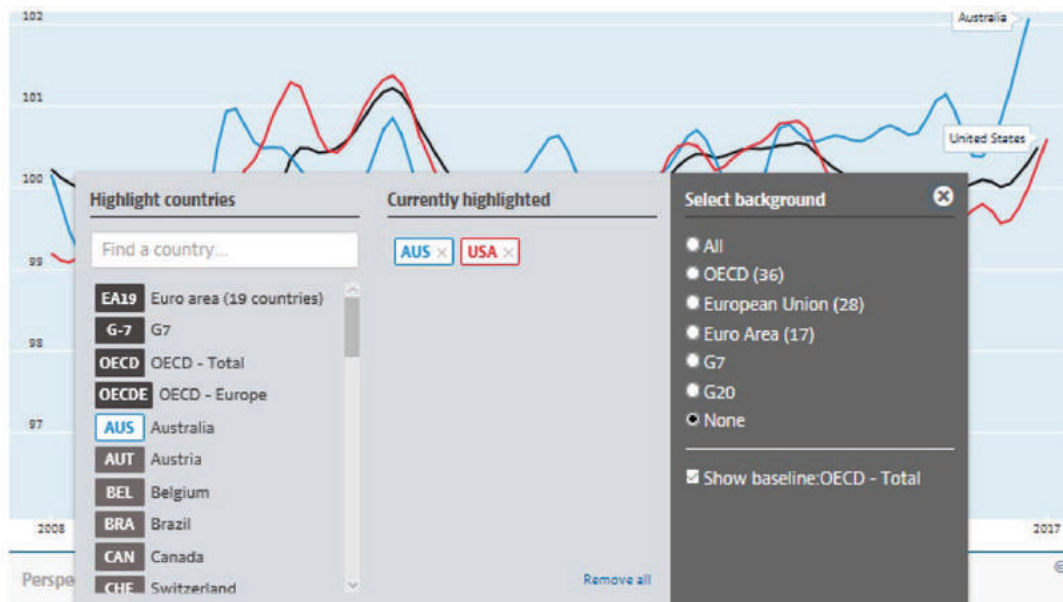 102
Australia
101
United States
100
Highlight countries
Currently highlighted
Select background
Find a country...
AUS ×
USA ×
All
OECD (36)
European Union (28)
Euro Area (17)
G7
G20
None
Show baseline:OECD - Total
99
EA19 Euro area (19 countries)
G-7 G7
OECD OECD - Total
OECDE OECD - Europe
AUS Australia
AUT Austria
BEL Belgium
BRA Brazil
CAN Canada
CHE Switzerland
98
97
Remove all
2008
2017
Perspe
©